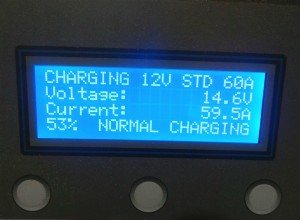 CHARGING 12V STD 60A
Voltage: 14.6V
Current: 59.5A
53% NORMAL CHARGING